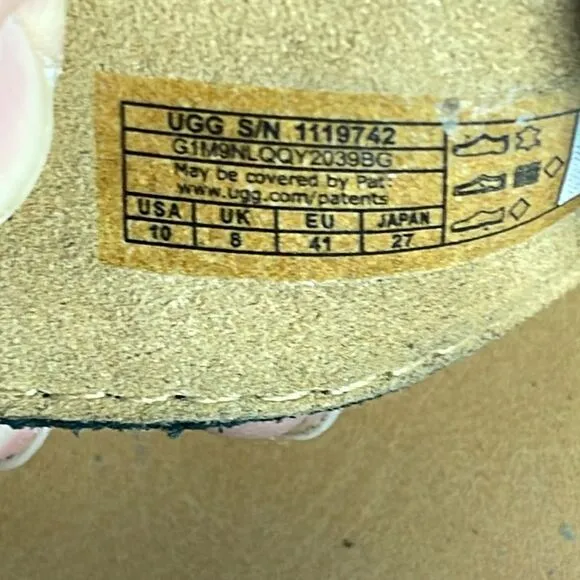 UGG S/N 1119742
G1M9NLQQY2039BG
May be covered by Pat:
www.ugg.com/patents
USA UK EU JAPAN
10 8 41 27